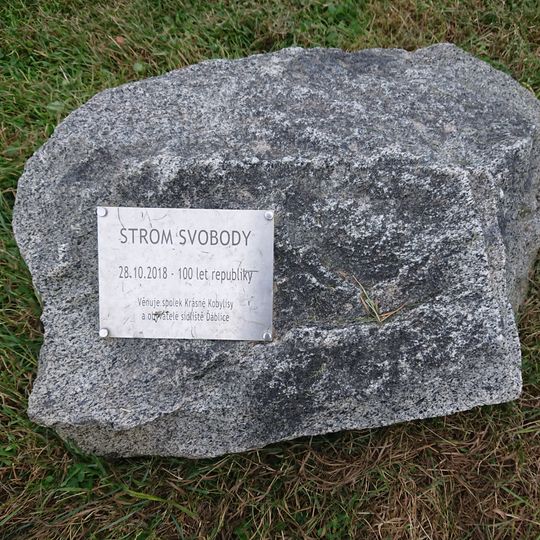 STROM SVOBODY
28.10.2018 - 100 let republiky
Věnuje spolek Krásné Kobylisy
a obyvatelé sídliště Ďáblice